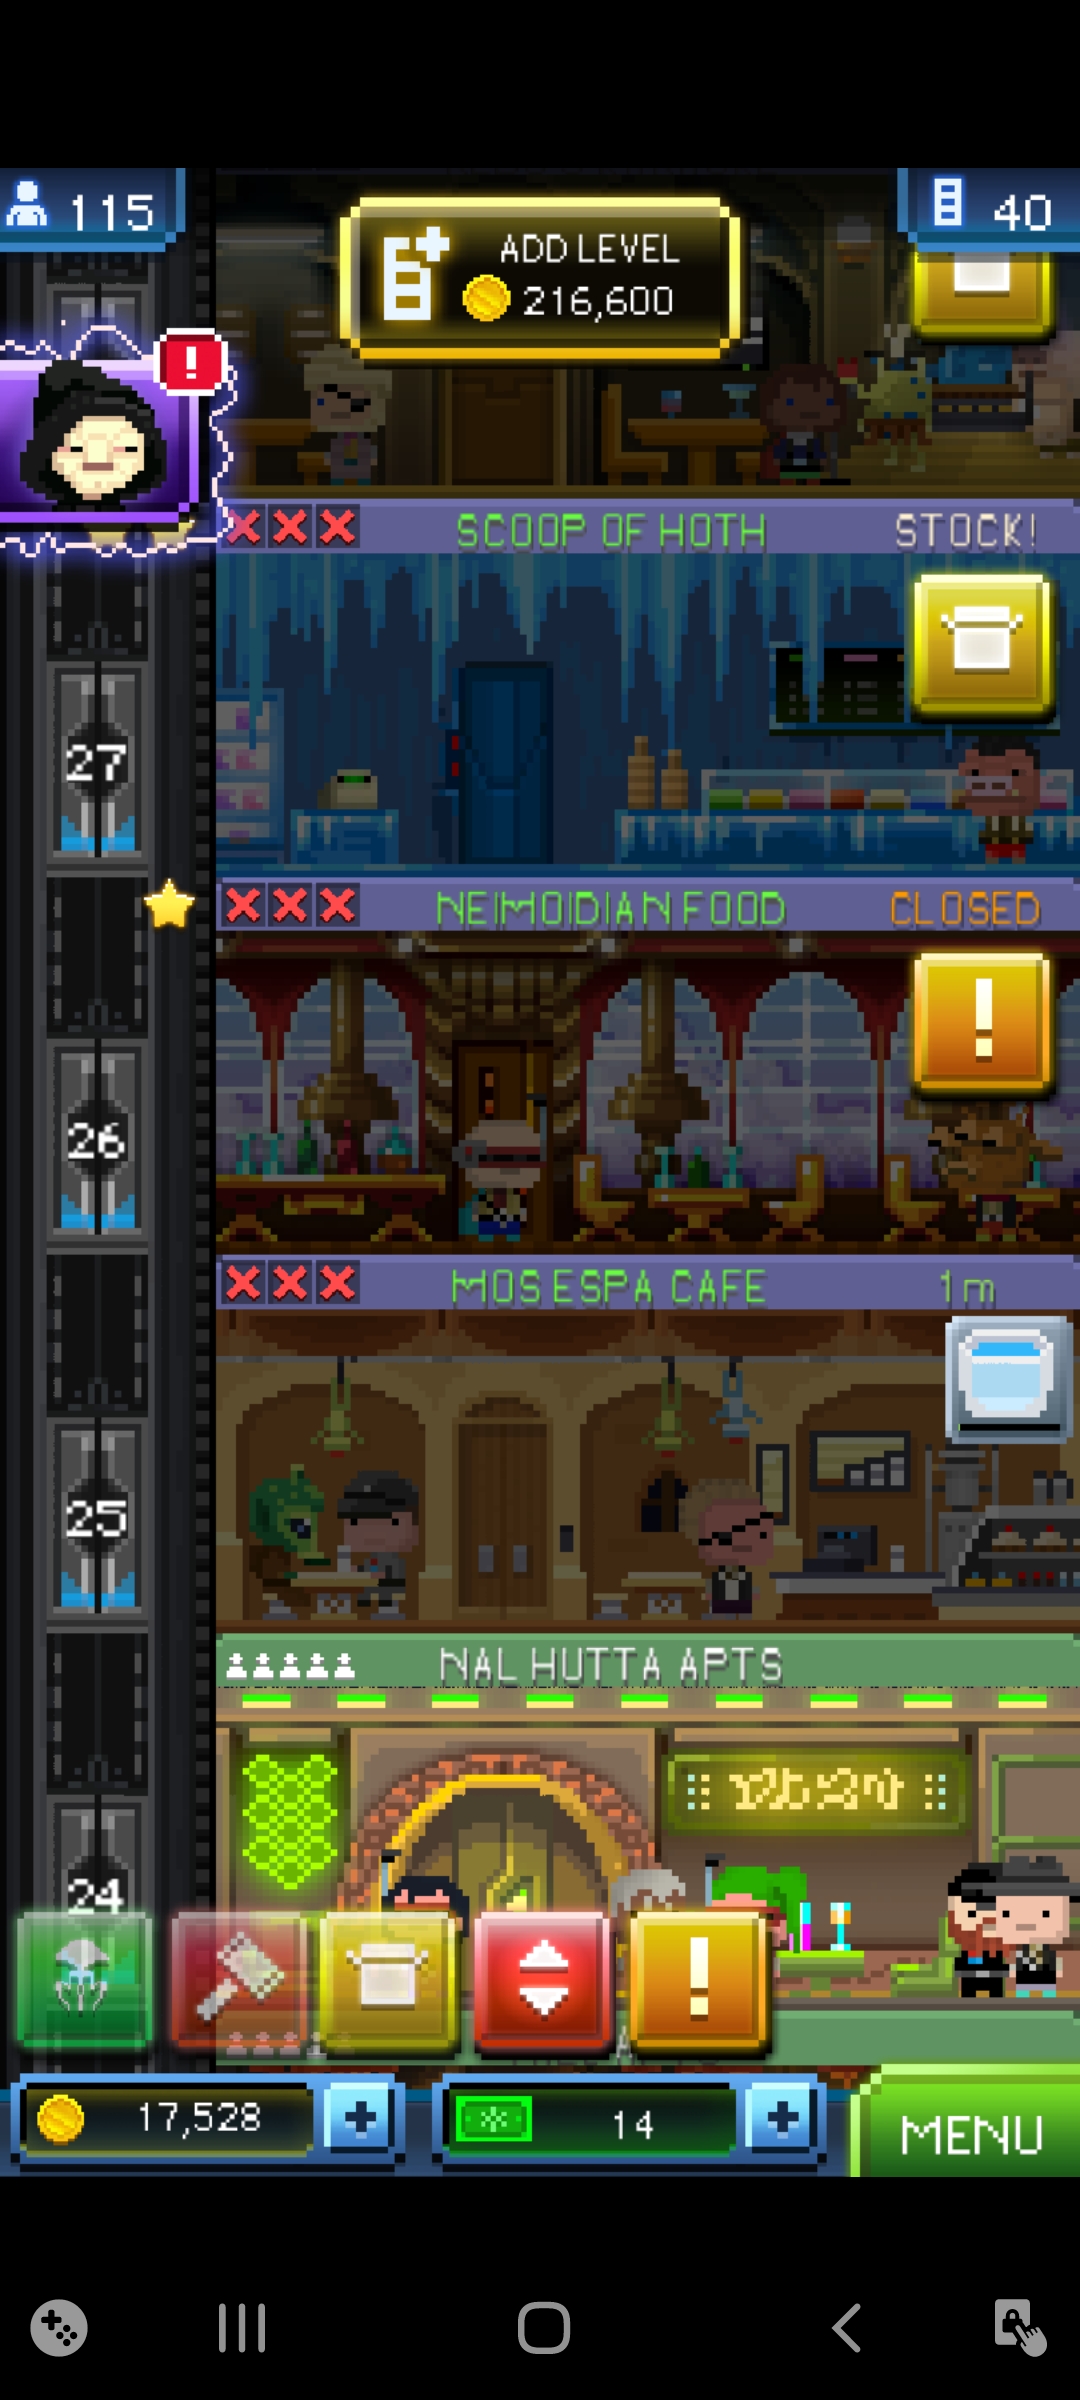 115
ADD LEVEL
216,600
40
!
SCOOP OF HOTH STOCK!
27
NEIMOIDIAN FOOD CLOSED
!
26
MOS ESPA CAFE 1m
25
NAL HUTTA APTS
24
!
17,528
14
MENU